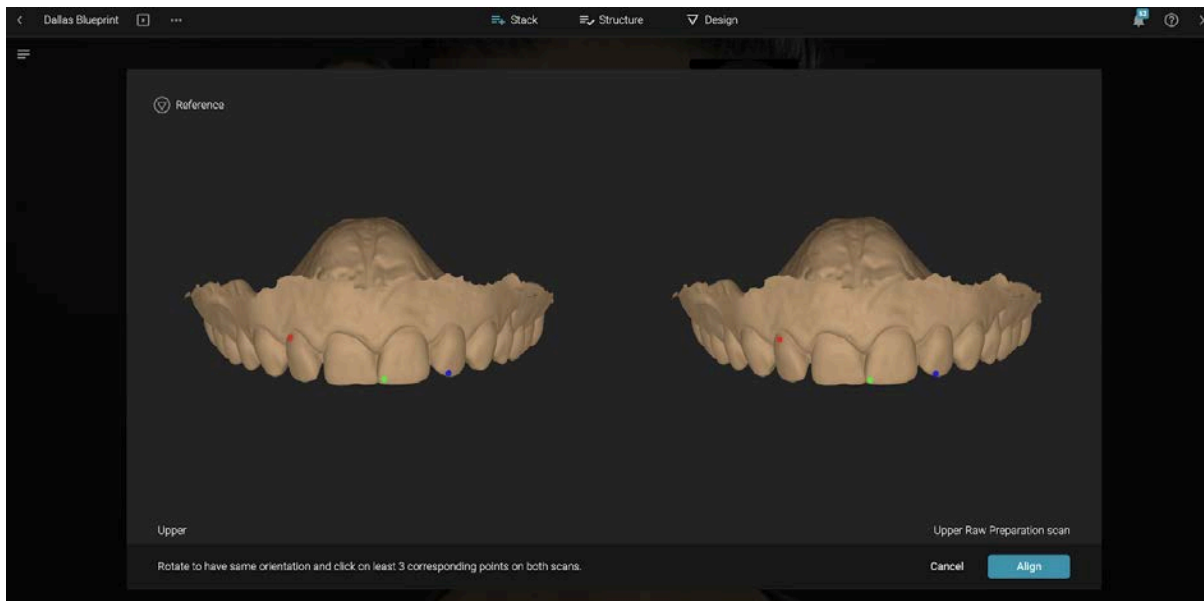 Dallas Blueprint
Stack
Structure
Design
Reference
Upper
Upper Raw Preparation scan
Rotate to have same orientation and click on least 3 corresponding points on both scans.
Cancel
Align